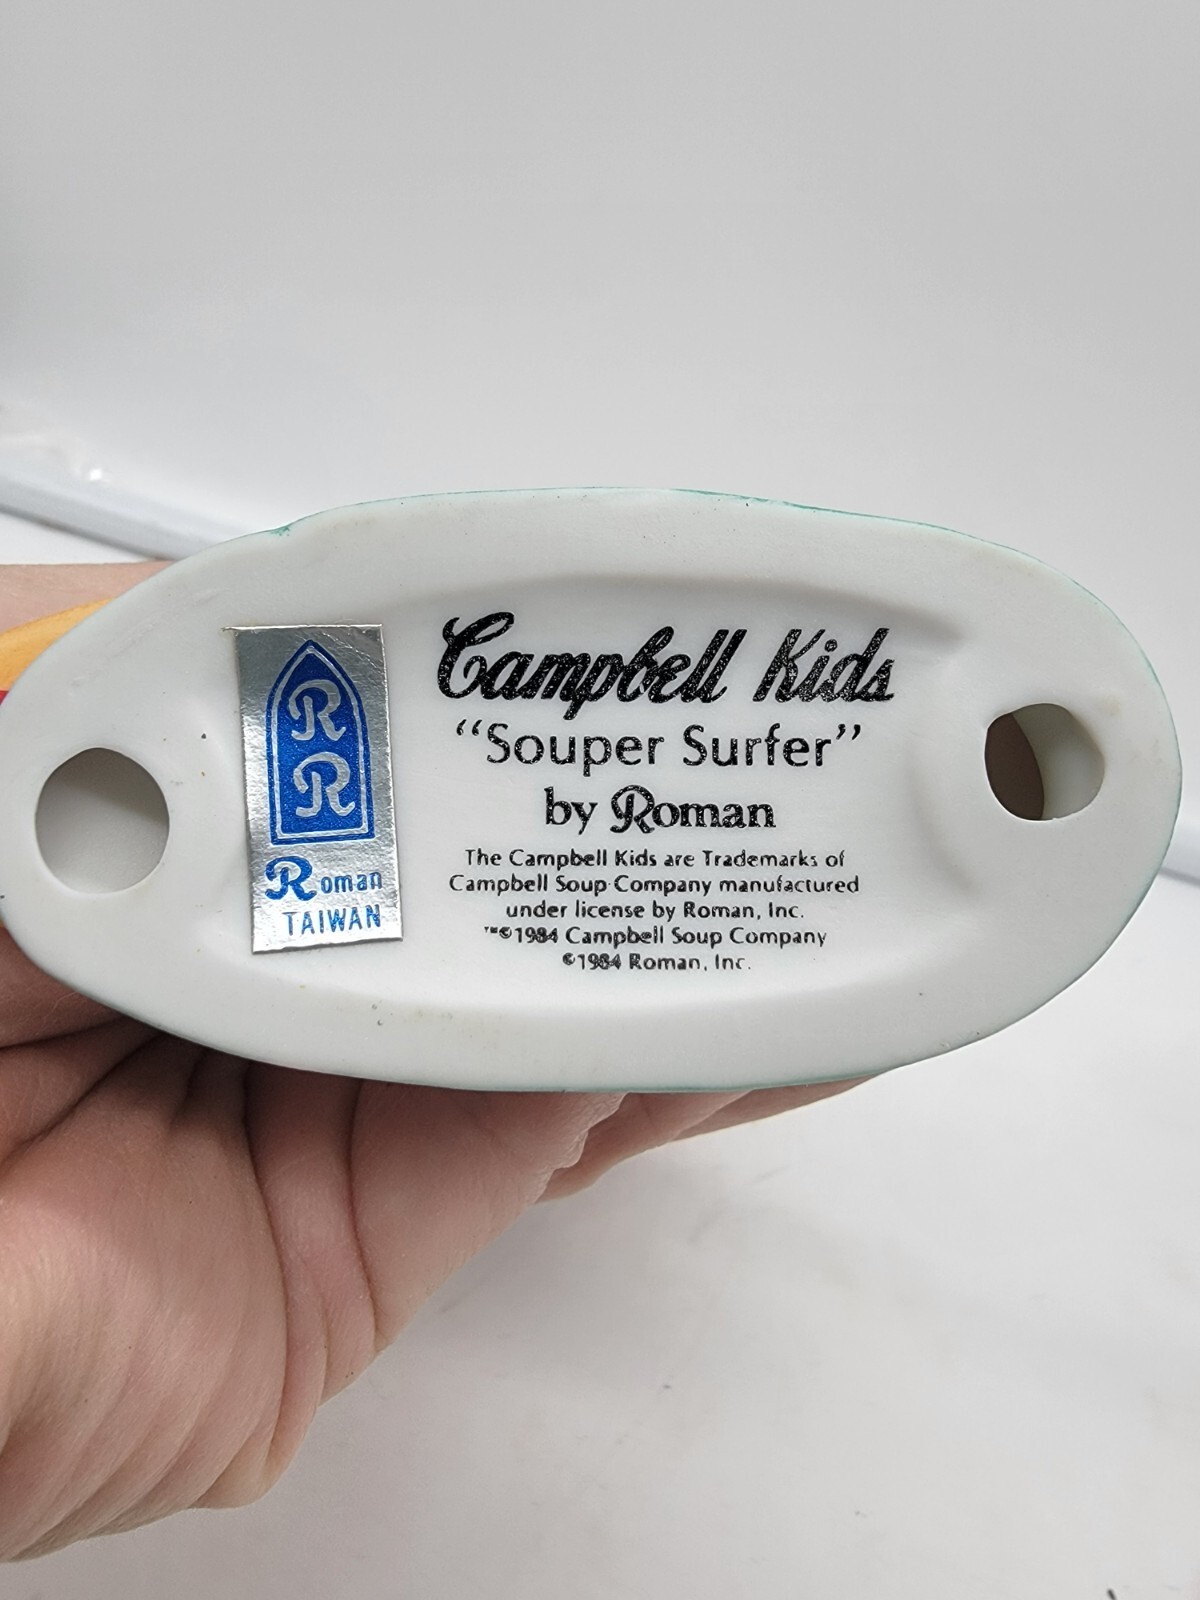 R
R
Roman
TAIWAN
Campbell Kids
“Souper Surfer”
by Roman
The Campbell Kids are Trademarks of
Campbell Soup Company manufactured
under license by Roman, Inc.
™©1984 Campbell Soup Company
©1984 Roman, Inc.